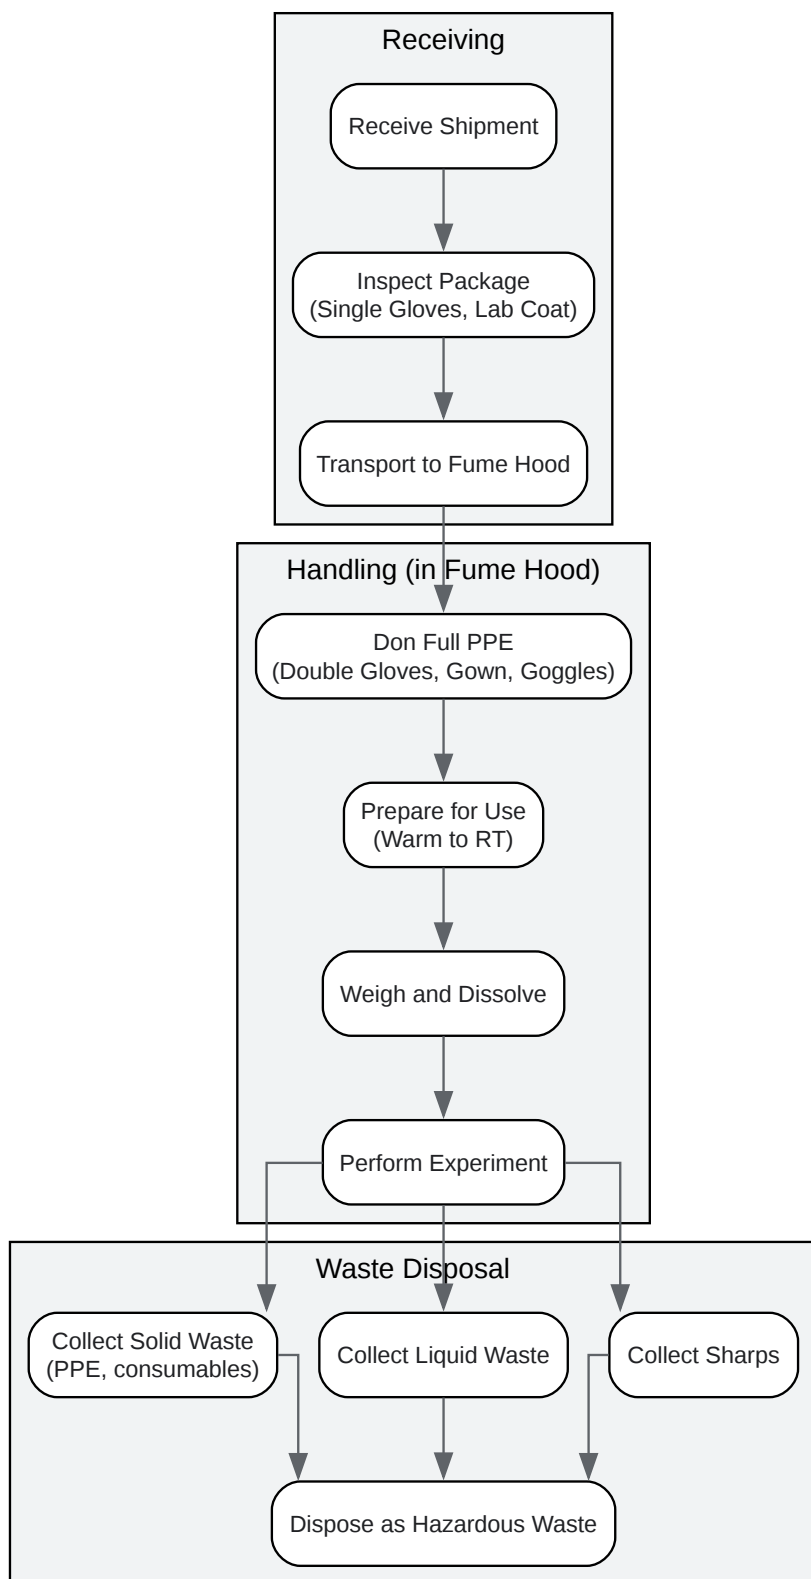 Receiving
Receive Shipment
Inspect Package
(Single Gloves, Lab Coat)
Transport to Fume Hood
Handling (in Fume Hood)
Don Full PPE
(Double Gloves, Gown, Goggles)
Prepare for Use
(Warm to RT)
Weigh and Dissolve
Perform Experiment
Waste Disposal
Collect Solid Waste
(PPE, consumables)
Collect Liquid Waste
Collect Sharps
Dispose as Hazardous Waste